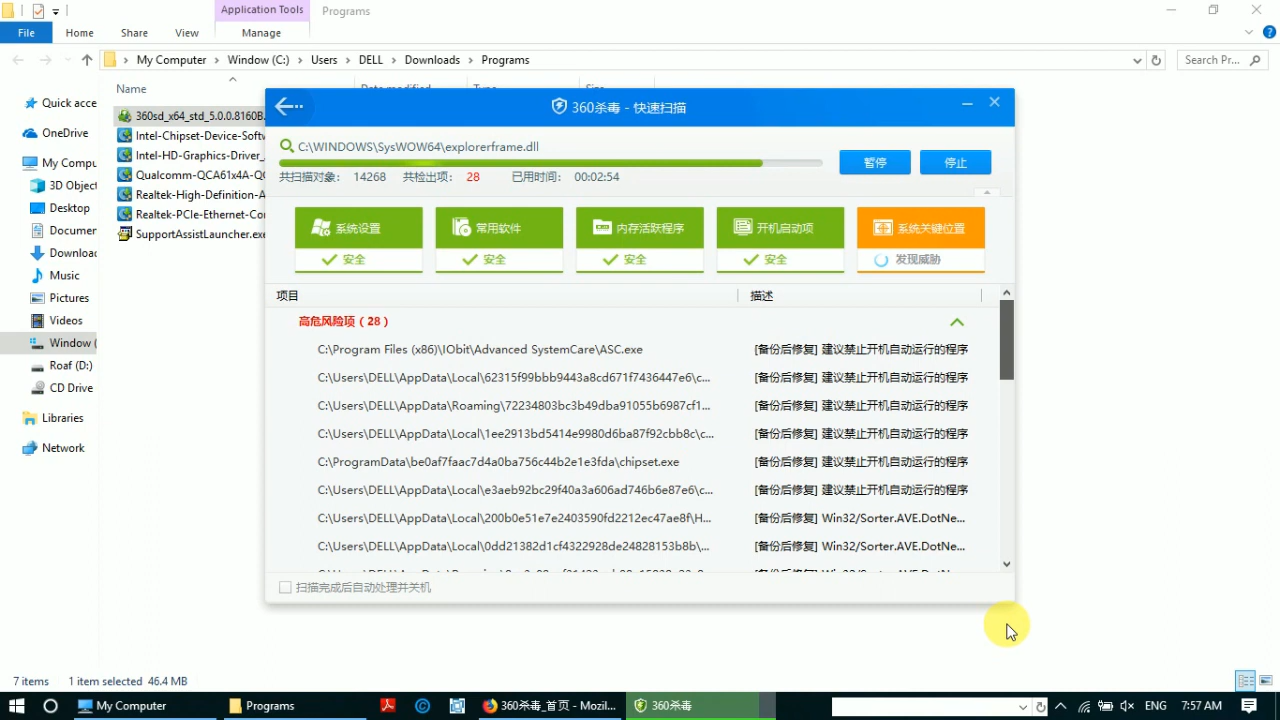 Application Tools
Programs
File
Home
Share
View
Manage
My Computer
Window (C:)
Users
DELL
Downloads
Programs
Search Pr...
Name
Quick acce
OneDrive
My Compu
3D Object
Desktop
Documer
Download
Music
Pictures
Videos
Window (
Roaf (D:)
CD Drive
Libraries
Network
360sd_x64_std_5.0.0.8160B.
Intel-Chipset-Device-Softw
Intel-HD-Graphics-Driver_
Qualcomm-QCA61x4A-QC
Realtek-High-Definition-A
Realtek-PCIe-Ethernet-Cor
SupportAssistLauncher.exe
360杀毒 - 快速扫描
C:\WINDOWS\SysWOW64\explorerframe.dll
共扫描对象: 14268 共检出项: 28 已用时间: 00:02:54
暂停
停止
系统设置
常用软件
内存活跃程序
开机启动项
系统关键位置
安全
安全
安全
安全
发现威胁
项目
描述
高危风险项 ( 28 )
C:\Program Files (x86)\IObit\Advanced SystemCare\ASC.exe [备份后修复] 建议禁止开机自动运行的程序
C:\Users\DELL\AppData\Local\62315f99bbb9443a8cd671f7436447e6\c... [备份后修复] 建议禁止开机自动运行的程序
C:\Users\DELL\AppData\Roaming\72234803bc3b49dba91055b6987cf1... [备份后修复] 建议禁止开机自动运行的程序
C:\Users\DELL\AppData\Local\1ee2913bd5414e9980d6ba87f92cbb8c\c... [备份后修复] 建议禁止开机自动运行的程序
C:\ProgramData\be0af7faac7d4a0ba756c44b2e1e3fda\chipset.exe [备份后修复] 建议禁止开机自动运行的程序
C:\Users\DELL\AppData\Local\e3aeb92bc29f40a3a606ad746b6e87e6\c... [备份后修复] 建议禁止开机自动运行的程序
C:\Users\DELL\AppData\Local\200b0e51e7e2403590fd2212ec47ae8f\H... [备份后修复] Win32/Sorter.AVE.DotNe...
C:\Users\DELL\AppData\Local\0dd21382d1cf4322928de24828153b8b\... [备份后修复] Win32/Sorter.AVE.DotNe...
扫描完成后自动处理并关机
7 items
1 item selected 46.4 MB
My Computer
Programs
360杀毒_首页 - Mozil...
360杀毒
ENG
7:57 AM